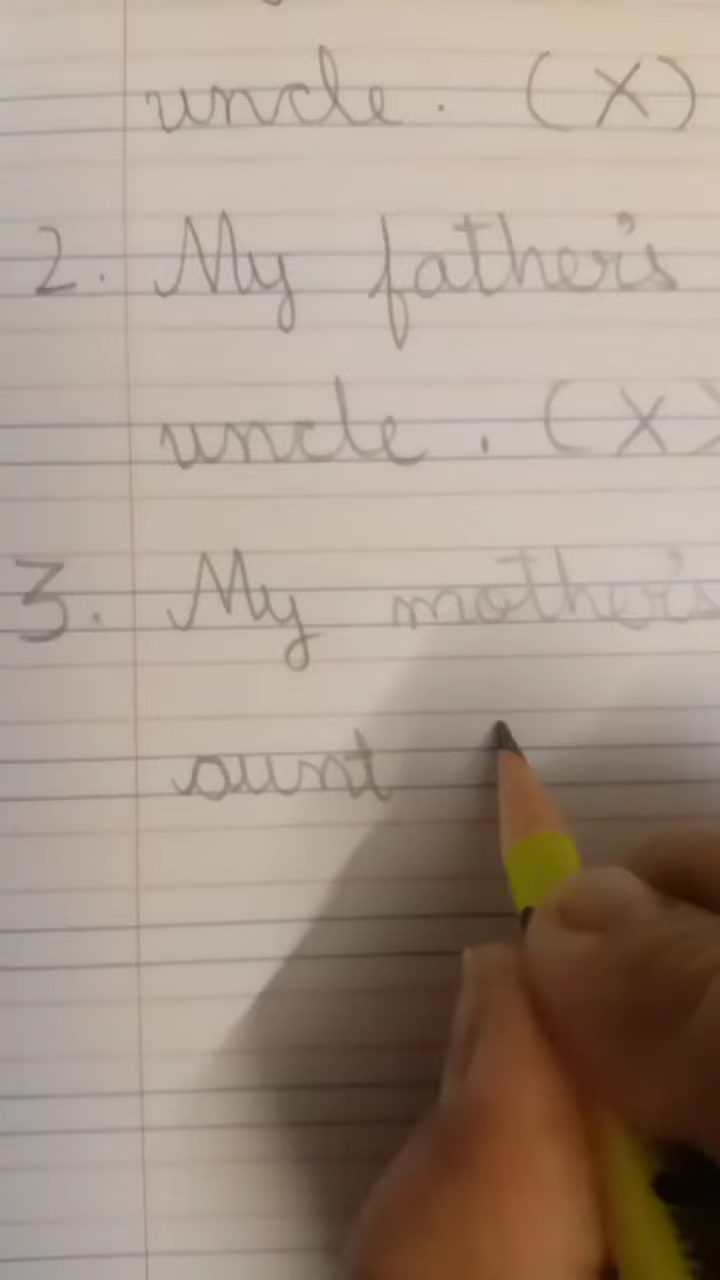 uncle. (X)
2. My father's
uncle. (X)
3. My mother's
aunt